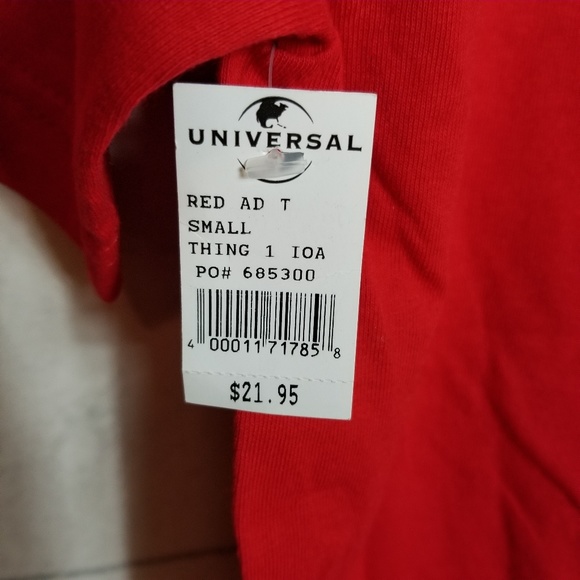 UNIVERSAL
RED AD T
SMALL
THING 1 IOA
PO# 685300
4 00011 71785 8
$21.95